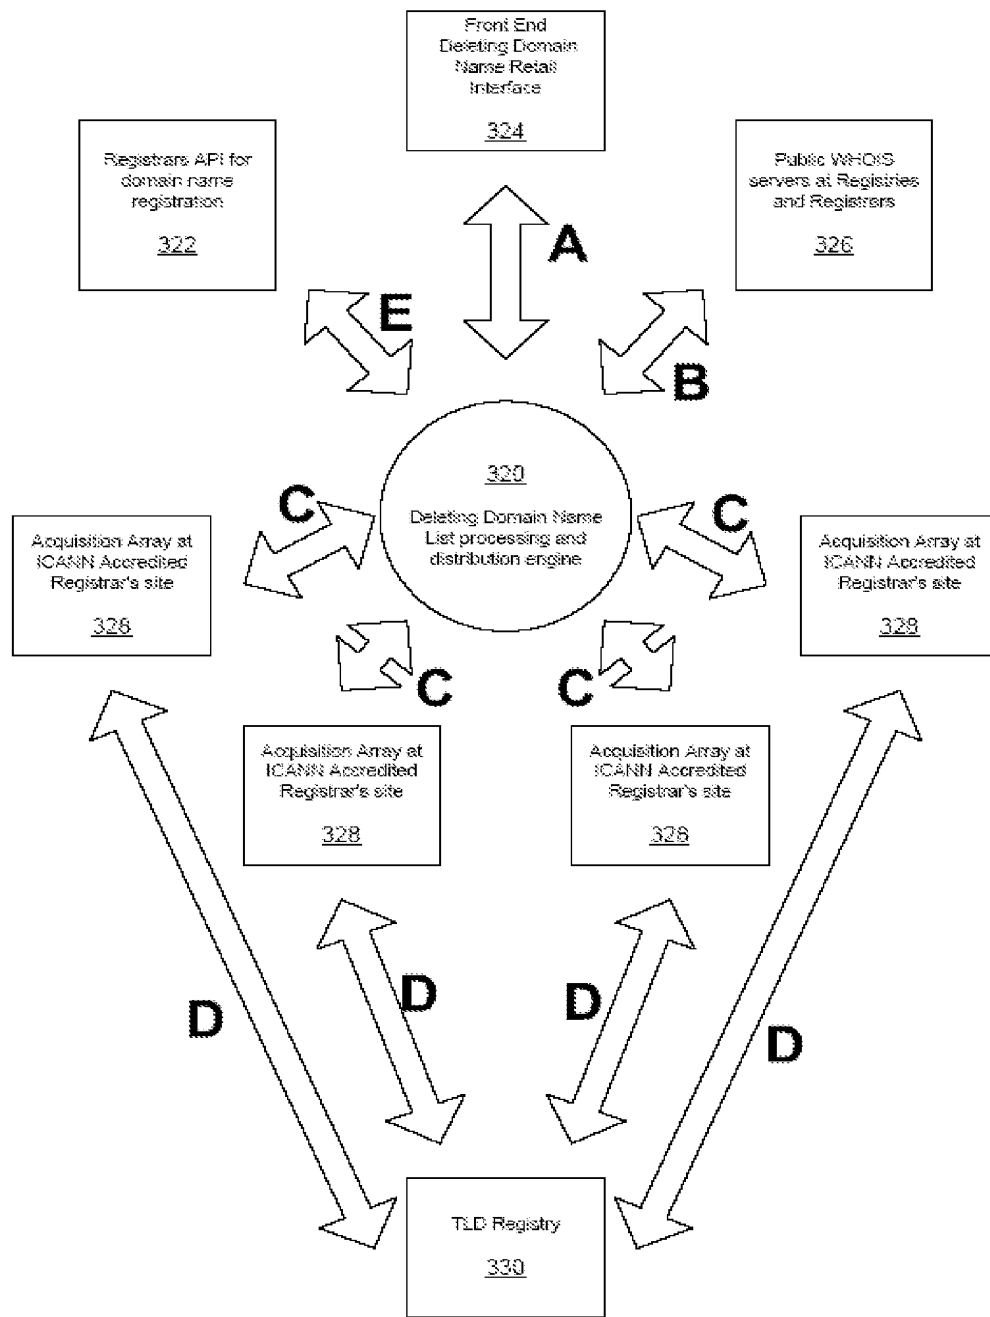 Front End
Deleting Domain
Name Retail
Interface
324
Registrars API for
domain name
registration
322
Public WHOIS
servers at Registries
and Registrars
326
A
E
B
320
Deleting Domain Name
List processing and
distribution engine
C
C
Acquisition Array at
ICANN Accredited
Registrar's site
328
Acquisition Array at
ICANN Accredited
Registrar's site
328
C
C
Acquisition Array at
ICANN Accredited
Registrar's site
328
Acquisition Array at
ICANN Accredited
Registrar's site
328
D
D
D
D
TLD Registry
330